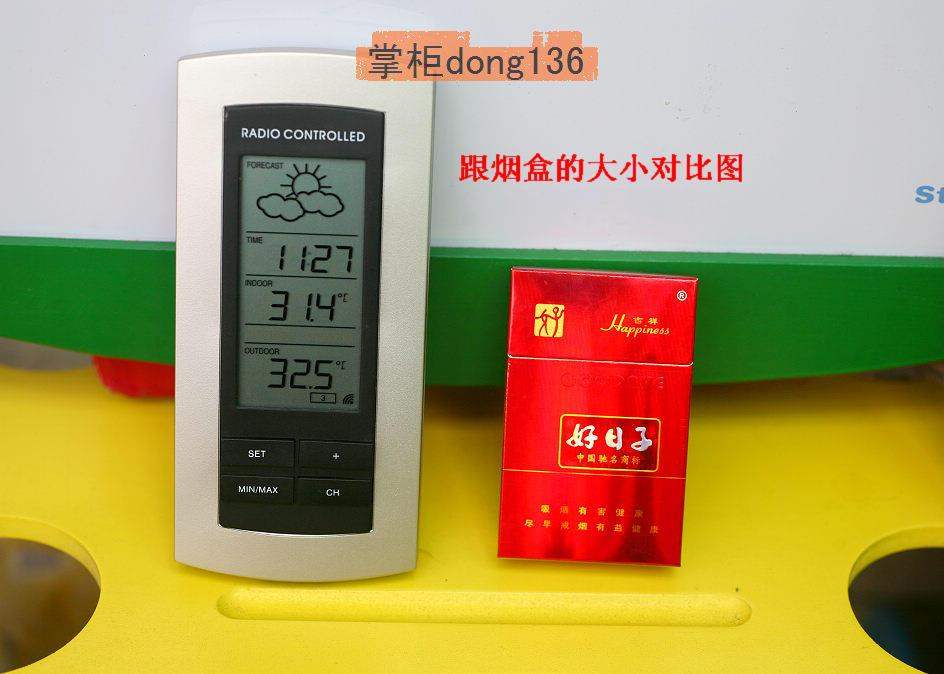 掌柜dong136
RADIO CONTROLLED
FORECAST
TIME
11:27
INDOOR
31.4°C
OUTDOOR
32.5°C
3
SET
+
MIN/MAX
CH
跟烟盒的大小对比图
St
®
吉祥
Happiness
好日子
中国驰名商标
吸烟有害健康
尽早戒烟有益健康